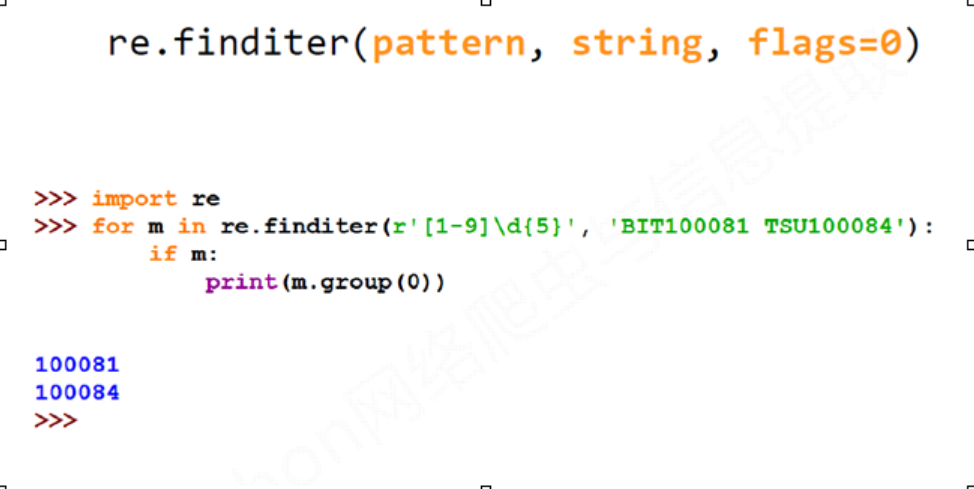 re.finditer(pattern, string, flags=0)
>>> import re
>>> for m in re.finditer(r'[1-9]\d{5}', 'BIT100081 TSU100084'):
        if m:
            print(m.group(0))
100081
100084
>>>
hon网络爬虫与信息提取